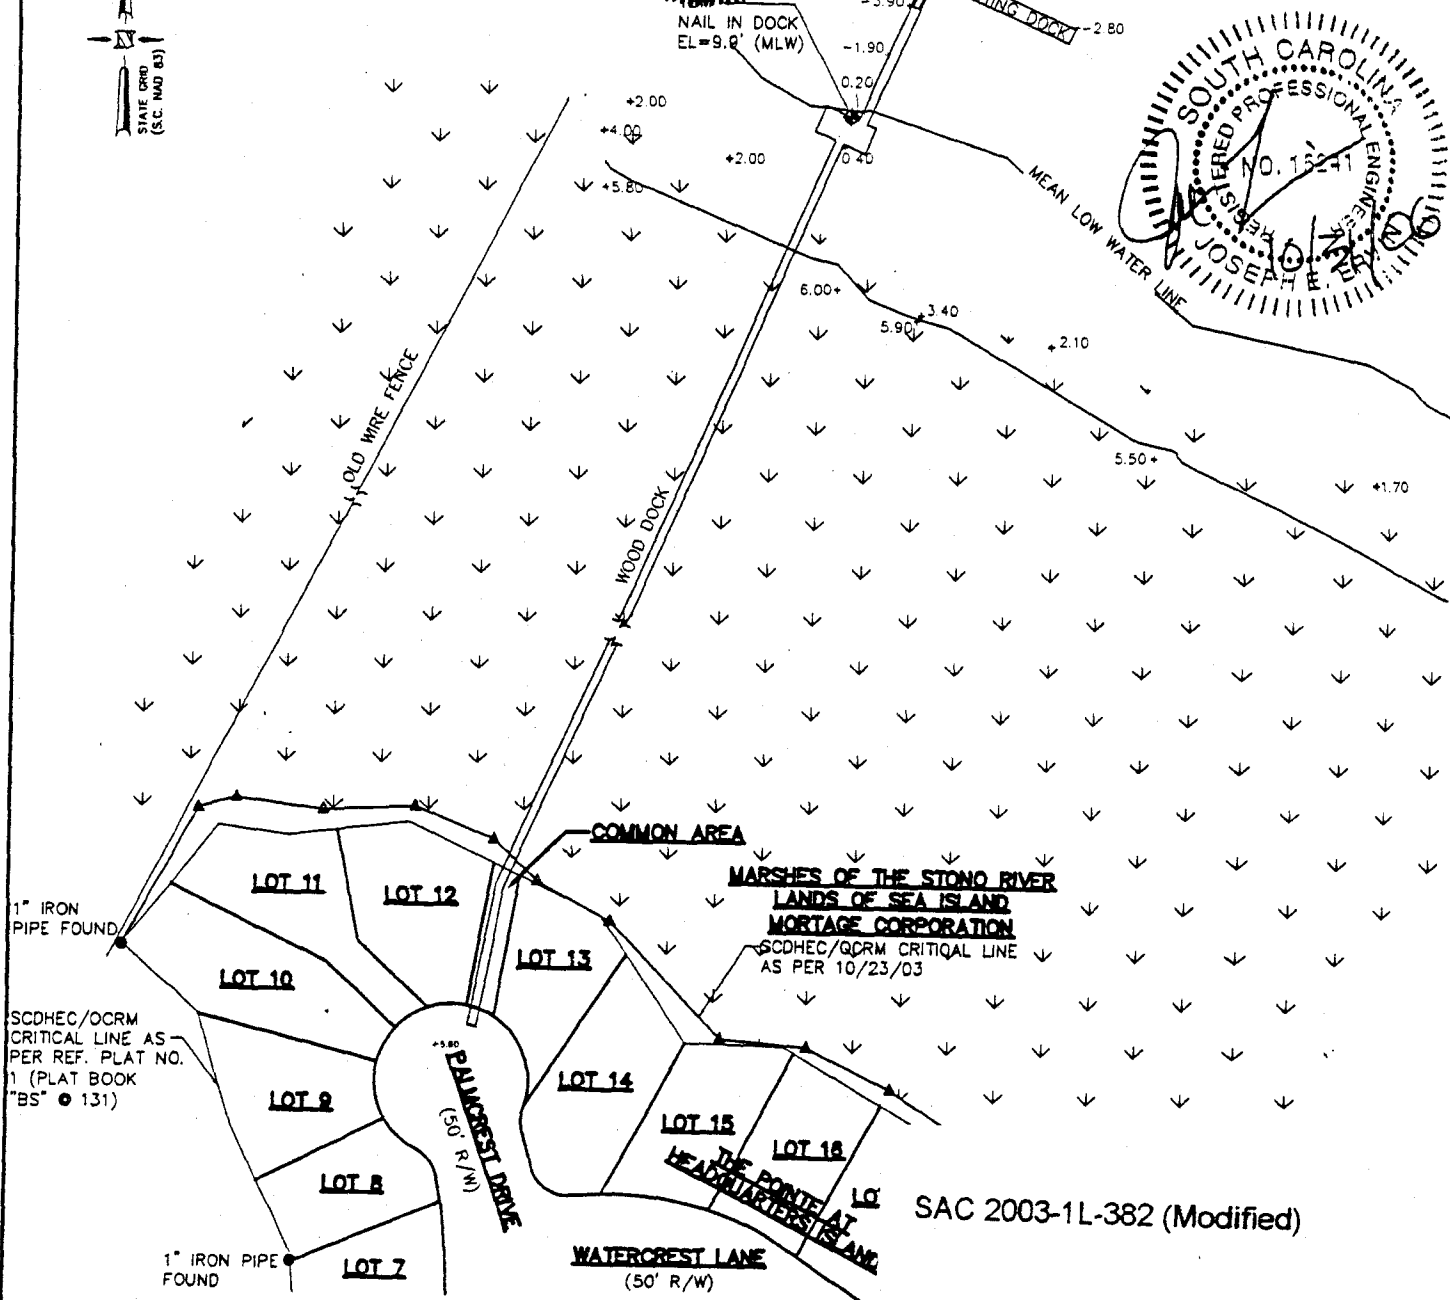 STATE GRID
(S.C. NAD 83)
NAIL IN DOCK
EL=9.9' (MLW)
-3.90
DOCK
-2.80
-1.90
0.20
+2.00
+4.00
+2.00
0.40
+5.80
SOUTH CAROLINA
REGISTERED PROFESSIONAL ENGINEER
JOSEPH E.
MEAN LOW WATER LINE
6.00+
5.90
+3.40
+2.10
5.50+
+1.70
OLD WIRE FENCE
WOOD DOCK
COMMON AREA
MARSHES OF THE STONO RIVER
LANDS OF SEA ISLAND
MORTAGE CORPORATION
SCDHEC/OCRM CRITICAL LINE
AS PER 10/23/03
LOT 11
LOT 12
1" IRON
PIPE FOUND
LOT 10
LOT 13
SCDHEC/OCRM
CRITICAL LINE AS
PER REF. PLAT NO.
1 (PLAT BOOK
"BS" @ 131)
+5.80
PALMCREST DRIVE
(50' R/W)
LOT 9
LOT 14
LOT 15
LOT 16
LOT 8
THE POINTE AT
HEADQUARTERS ISLAND
SAC 2003-1L-382 (Modified)
1" IRON PIPE
FOUND
LOT 7
WATERCREST LANE
(50' R/W)